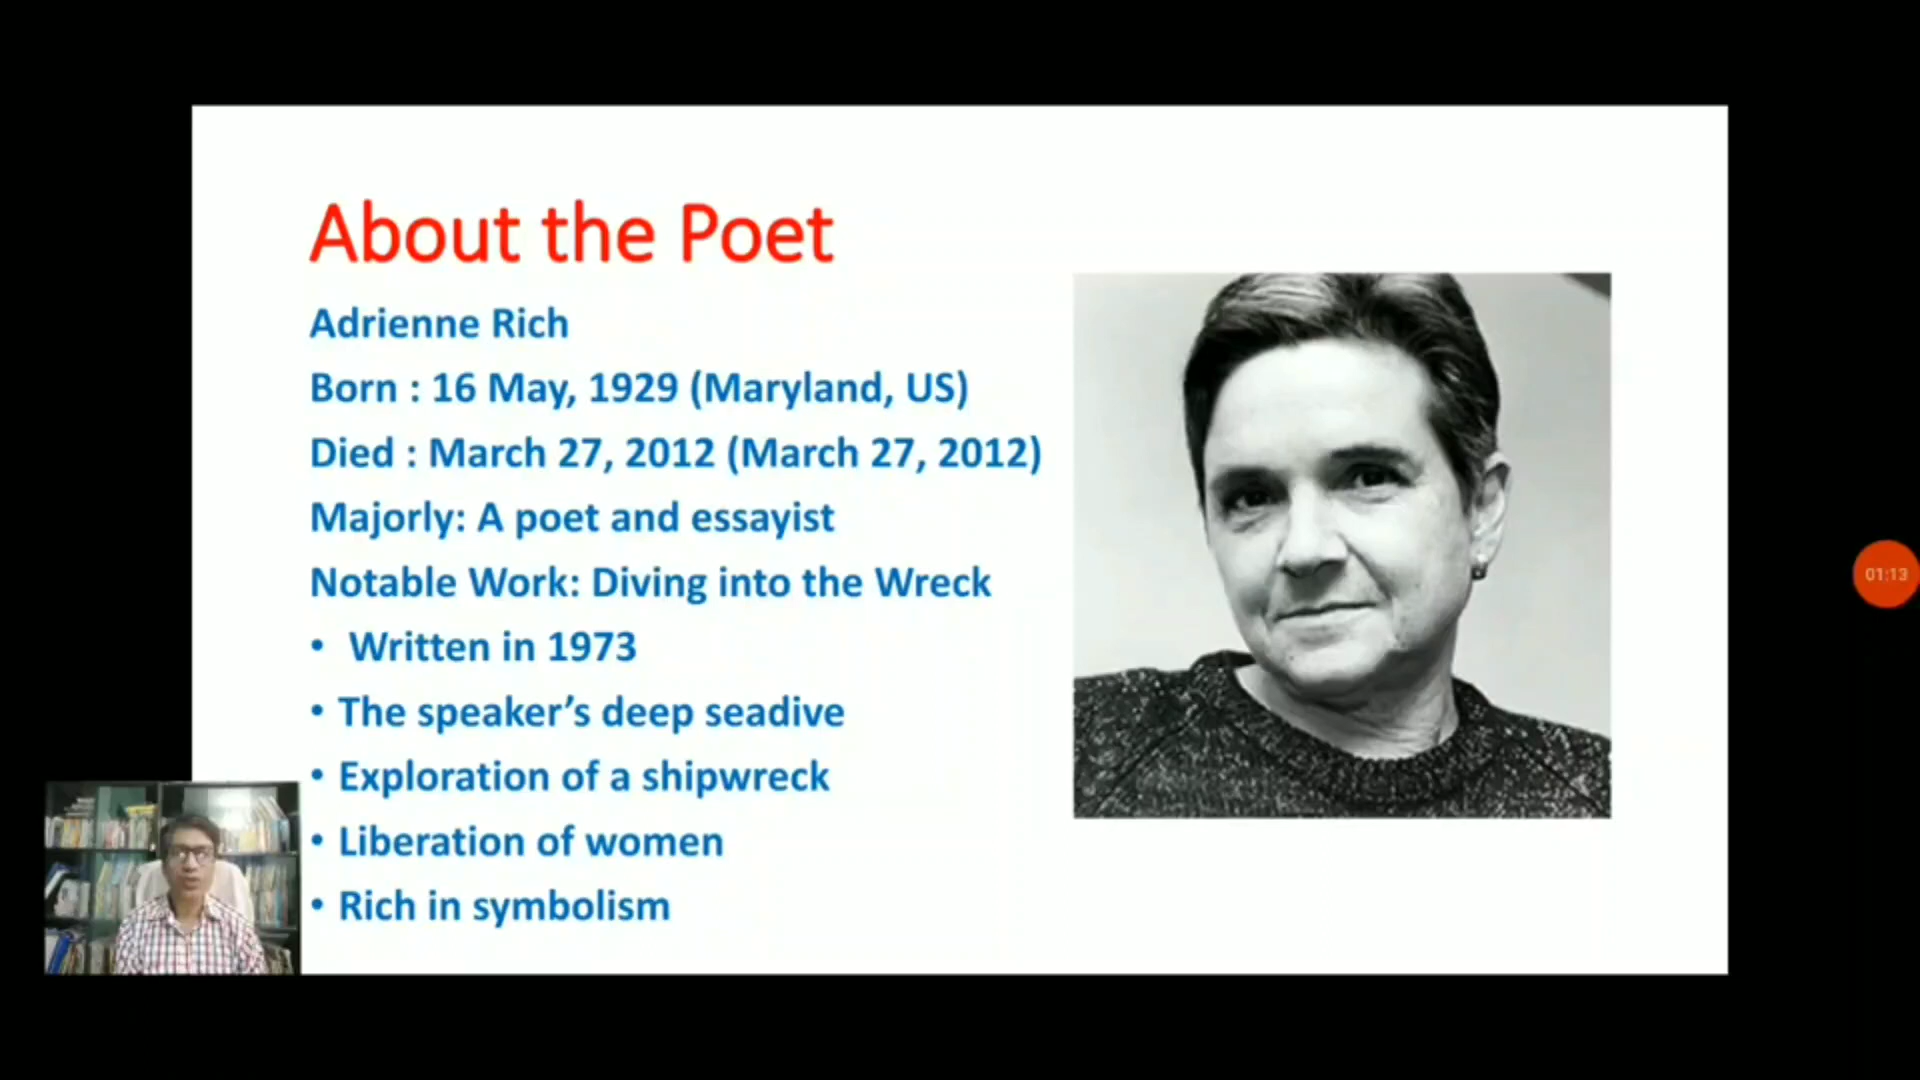 About the Poet
Adrienne Rich
Born : 16 May, 1929 (Maryland, US)
Died : March 27, 2012 (March 27, 2012)
Majorly: A poet and essayist
Notable Work: Diving into the Wreck
• Written in 1973
• The speaker’s deep seadive
• Exploration of a shipwreck
• Liberation of women
• Rich in symbolism
01:13